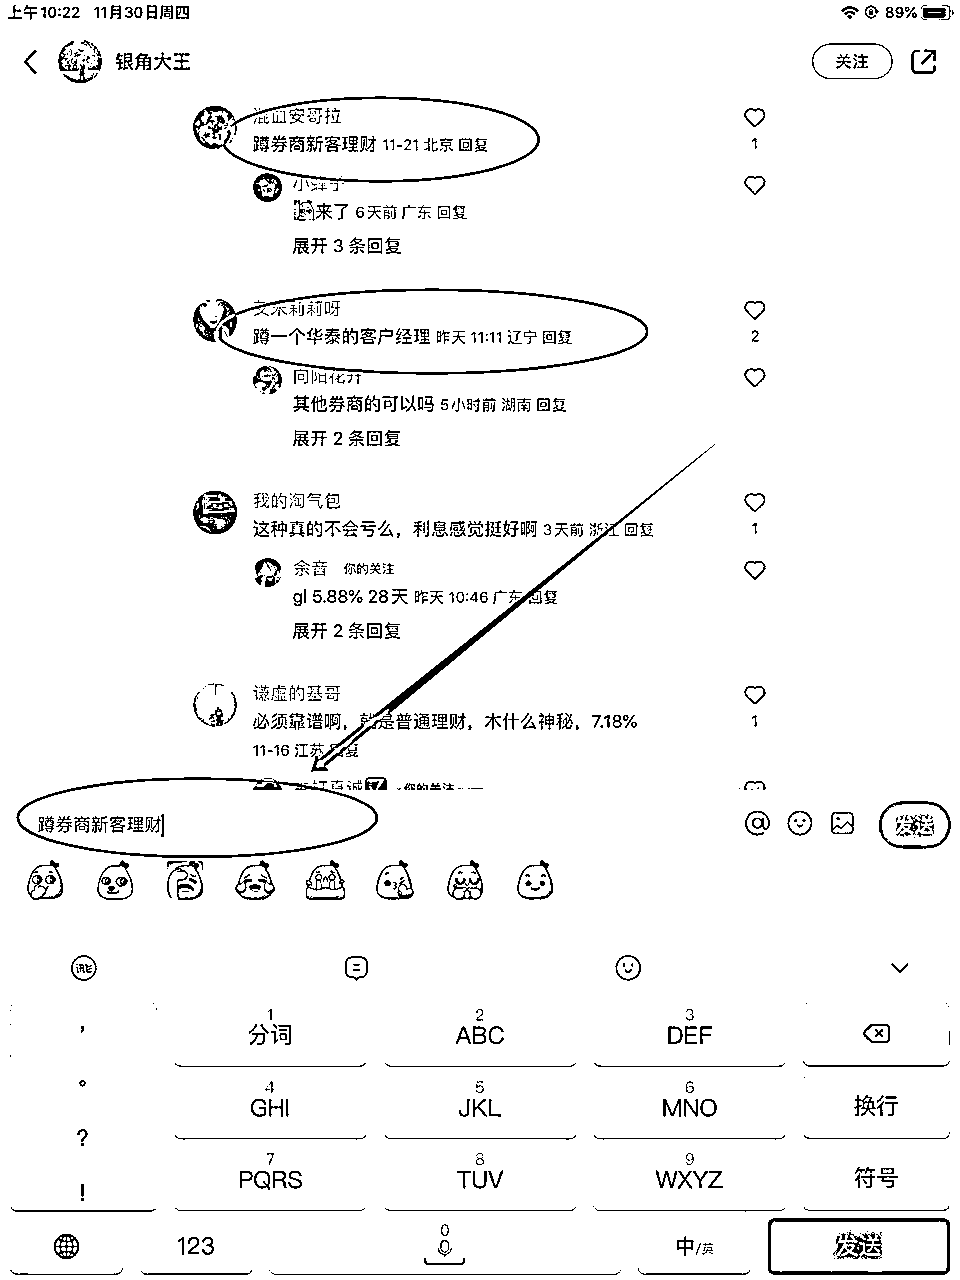 上午10:22 11月30日周四 89%
银角大王 关注
混血安哥拉
蹲券商新客理财 11-21 北京 回复
1
小蜂子
来了 6天前 广东 回复
展开 3 条回复
艾米莉莉呀
蹲一个华泰的客户经理 昨天 11:11 辽宁 回复
2
向阳花开
其他券商的可以吗 5小时前 湖南 回复
展开 2 条回复
我的淘气包
这种真的不会亏么，利息感觉挺好啊 3天前 浙江 回复
1
余音 你的关注
gl 5.88% 28天 昨天 10:46 广东 回复
展开 2 条回复
谦虚的基哥
必须靠谱啊，就是普通理财，木什么神秘，7.18%
1
11-16 江苏 回复
你的关注
蹲券商新客理财 发送
，
1 2 3
分词 ABC DEF
。
4 5 6
GHI JKL MNO 换行
?
7 8 9
PQRS TUV WXYZ 符号
!
0
123 中/英 发送